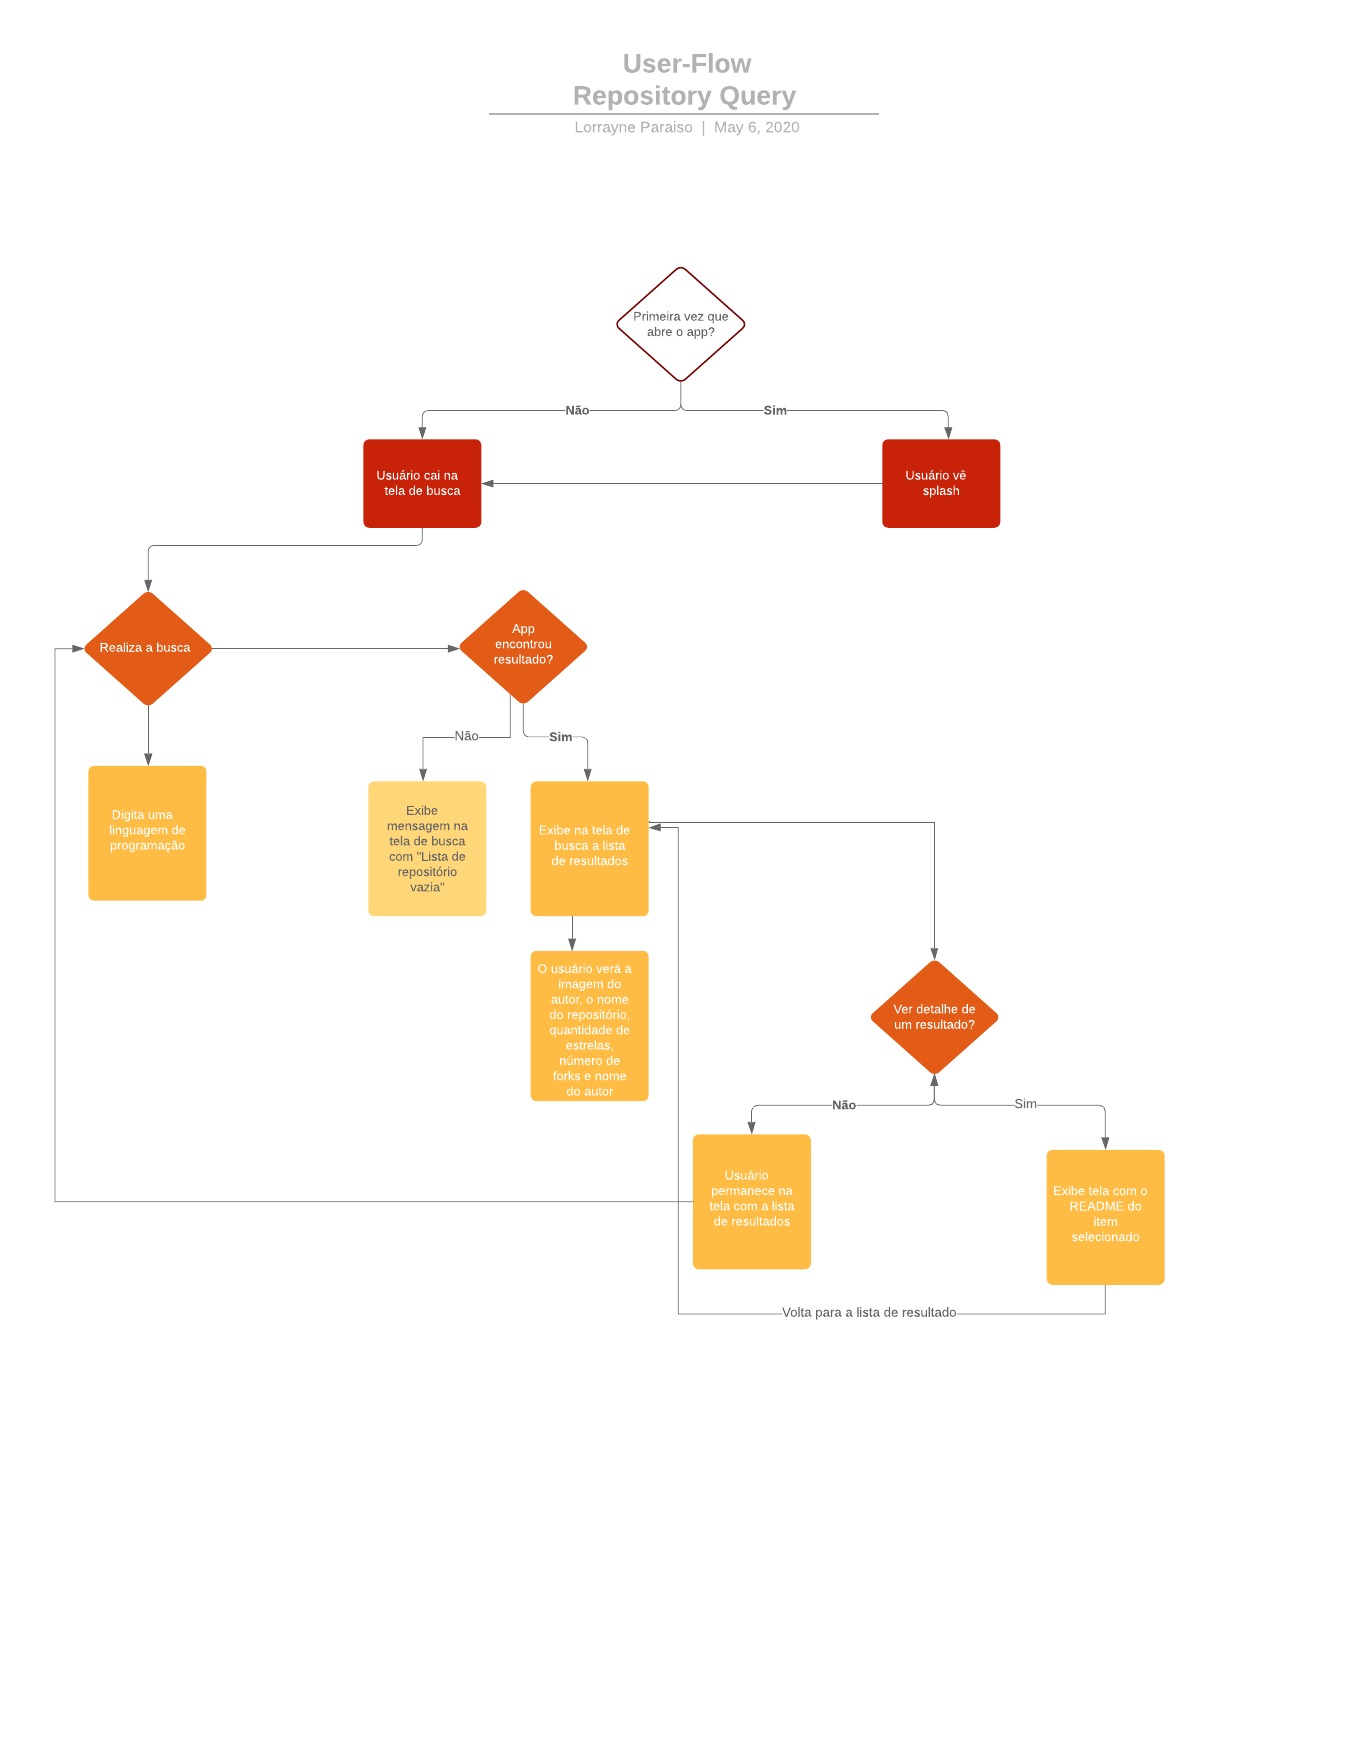 User-Flow
Repository Query
Lorrayne Paraiso | May 6, 2020
Primeira vez que
abre o app?
Não
Sim
Usuário cai na
tela de busca
Usuário vê
splash
Realiza a busca
App
encontrou
resultado?
Não
Sim
Digita uma
linguagem de
programação
Exibe
mensagem na
tela de busca
com "Lista de
repositório
vazia"
Exibe na tela de
busca a lista
de resultados
O usuário verá a
imagem do
autor, o nome
do repositório,
quantidade de
estrelas,
número de
forks e nome
do autor
Ver detalhe de
um resultado?
Não
Sim
Usuário
permanece na
tela com a lista
de resultados
Exibe tela com o
README do
item
selecionado
Volta para a lista de resultado